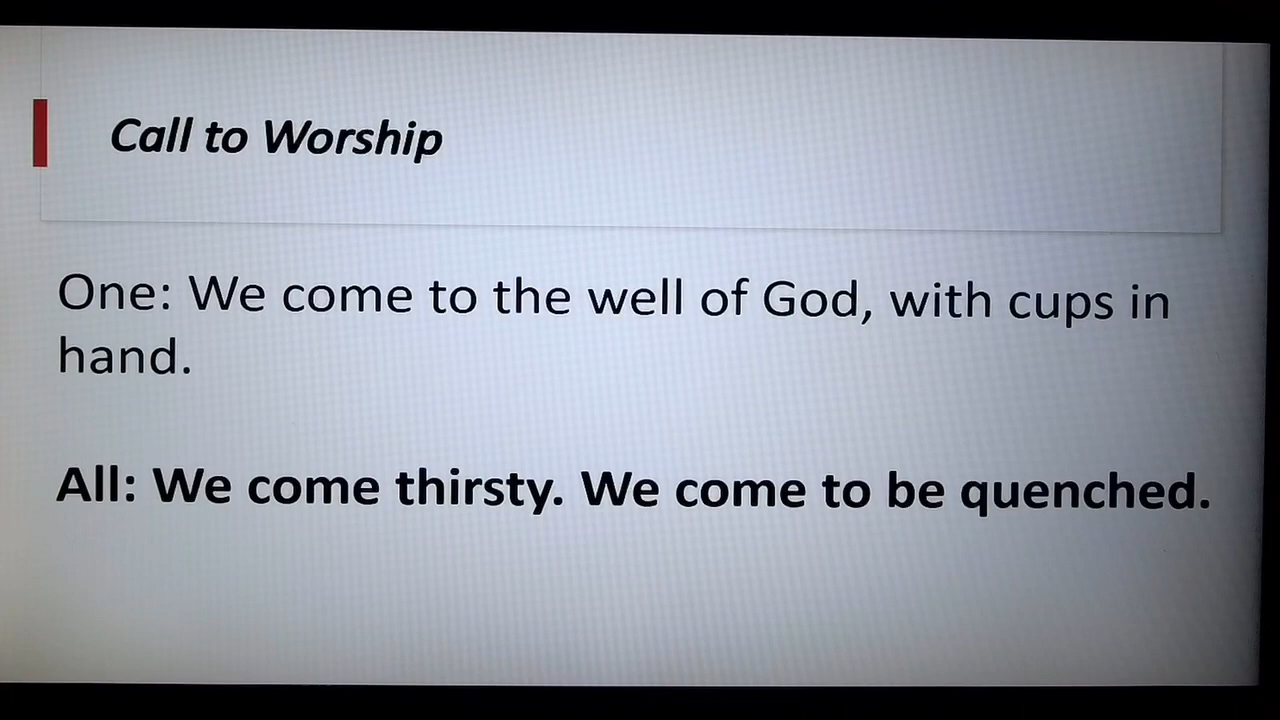 Call to Worship
One: We come to the well of God, with cups in
hand.
All: We come thirsty. We come to be quenched.